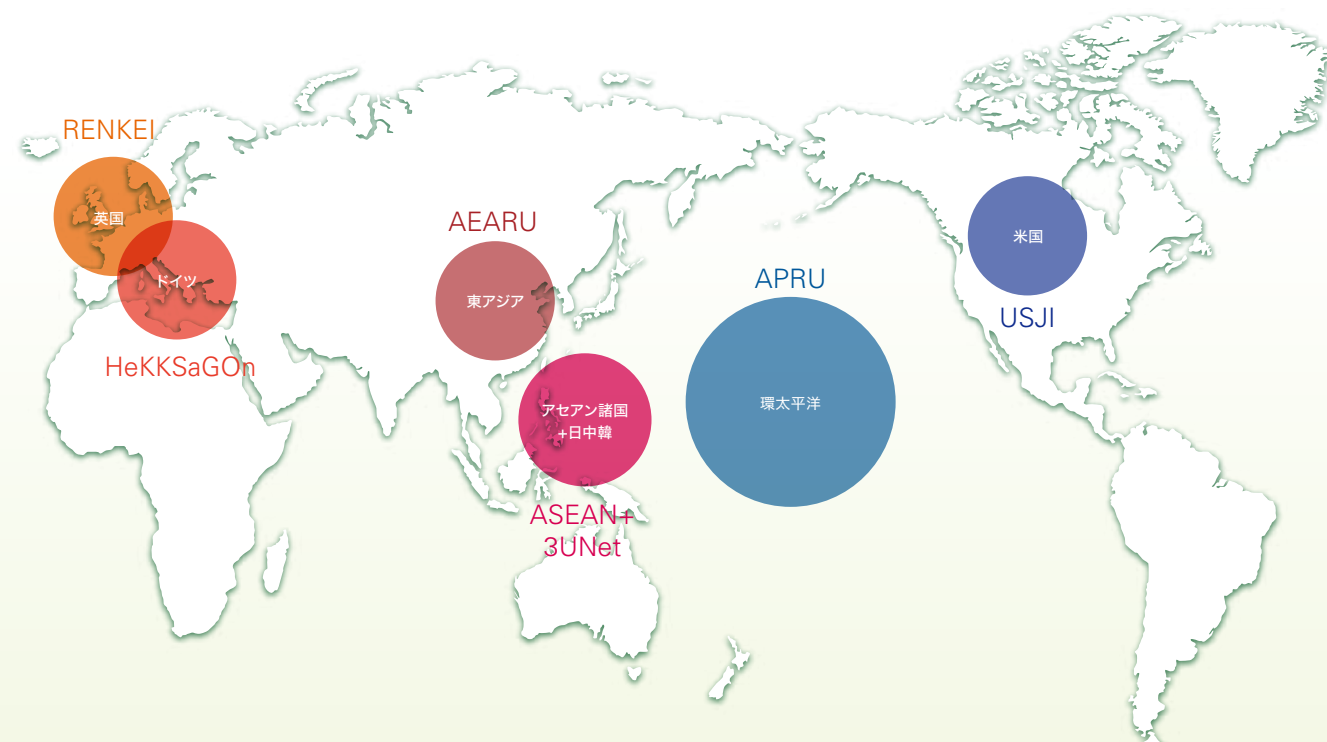 RENKEI
英国
ドイツ
HeKKSaGOn
AEARU
東アジア
アセアン諸国
+日中韓
ASEAN+
3UNet
APRU
環太平洋
米国
USJI